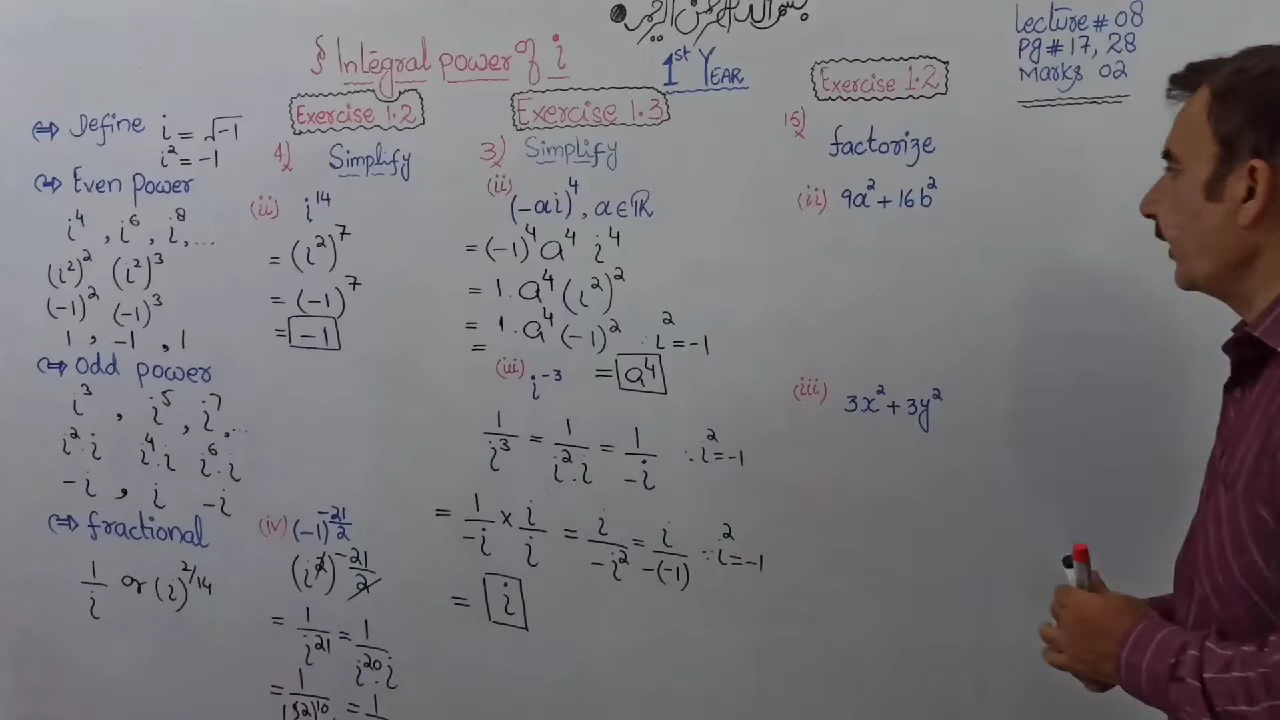 بسم الله الرحمن الرحيم
§ Integral power of i
1st YEAR
Lecture # 08
Pg # 17, 28
Marks 02
⇔ Define i = √-1
i² = -1
⇔ Even Power
i⁴, i⁶, i⁸, ...
(i²)² (i²)³
(-1)² (-1)³
1, -1, 1
⇔ Odd power
i³, i⁵, i⁷, ...
i².i i⁴.i i⁶.i
-i, i -i
⇔ fractional
1/i or (i)^2/14
Exercise 1.2
4) Simplify
(ii) i¹⁴
= (i²)⁷
= (-1)⁷
= -1
(iv) (-1)^-21/2
(i²)^-21/2
= 1/i²¹ = 1/i²⁰.i
Exercise 1.3
3) Simplify
(ii) (-ai)⁴, a∈ℝ
= (-1)⁴ a⁴ i⁴
= 1. a⁴ (i²)²
= 1. a⁴ (-1)² ∵ i² = -1
=
= a⁴
(iii) i⁻³
1/i³ = 1/i².i = 1/-i ∵ i² = -1
= 1/-i × i/i = i/-i² = i/-(-1) ∵ i² = -1
= i
Exercise 1.2
15) factorize
(ii) 9a² + 16b²
(iii) 3x² + 3y²